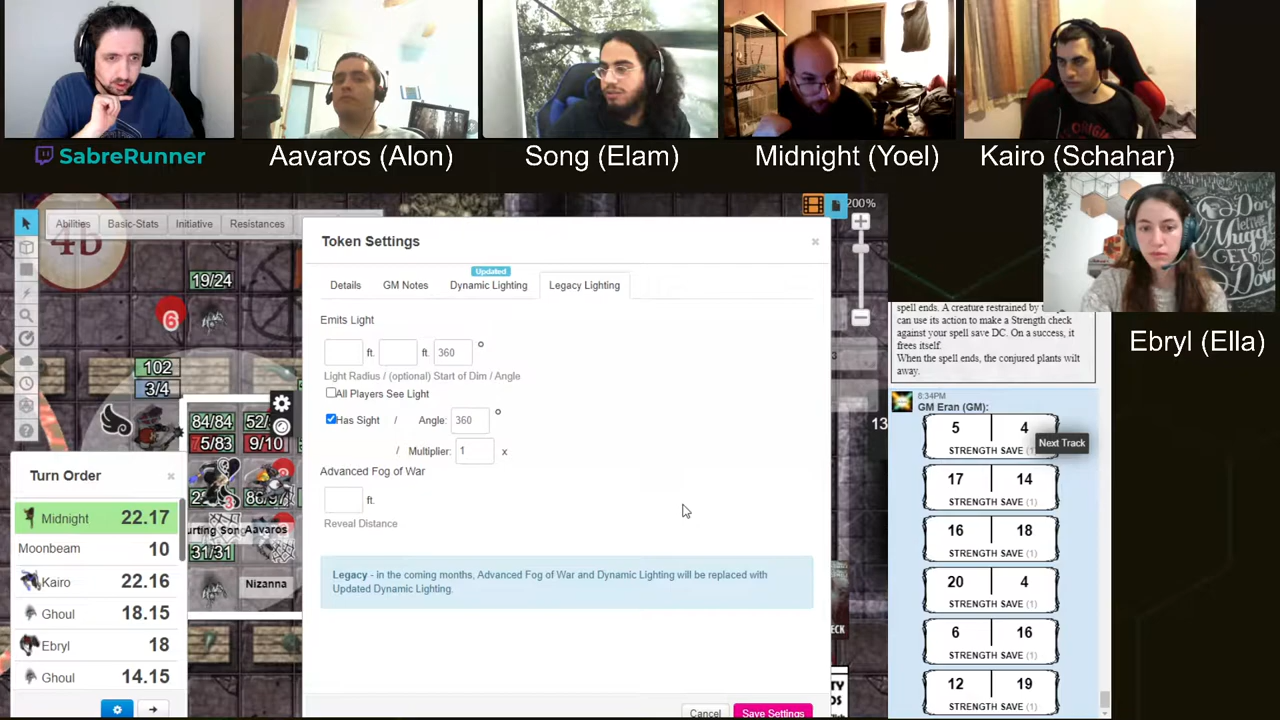 SabreRunner
Aavaros (Alon)
Song (Elam)
Midnight (Yoel)
Kairo (Schahar)
Ebryl (Ella)
Abilities
Basic-Stats
Initiative
Resistances
200%
4b
19/24
6
102
3/4
84/84
52/
5/83
9/10
3
Aavaros
31/31
Nizanna
Turn Order
×
Midnight 22.17
Moonbeam 10
Kairo 22.16
Ghoul 18.15
Ebryl 18
Ghoul 14.15
Token Settings
×
Updated
Details
GM Notes
Dynamic Lighting
Legacy Lighting
Emits Light
ft.
ft. 360 °
Light Radius / (optional) Start of Dim / Angle
All Players See Light
Has Sight / Angle: 360 °
/ Multiplier: 1 x
Advanced Fog of War
ft.
Reveal Distance
Legacy - in the coming months, Advanced Fog of War and Dynamic Lighting will be replaced with
Updated Dynamic Lighting.
Cancel
Save Settings
13
spell ends. A creature restrained by
can use its action to make a Strength check
against your spell save DC. On a success, it
frees itself.
When the spell ends, the conjured plants wilt
away.
6:34PM
GM Eran (GM):
5 4
STRENGTH SAVE (1)
Next Track
17 14
STRENGTH SAVE (1)
16 18
STRENGTH SAVE (1)
20 4
STRENGTH SAVE (1)
6 16
STRENGTH SAVE (1)
12 19
STRENGTH SAVE (1)